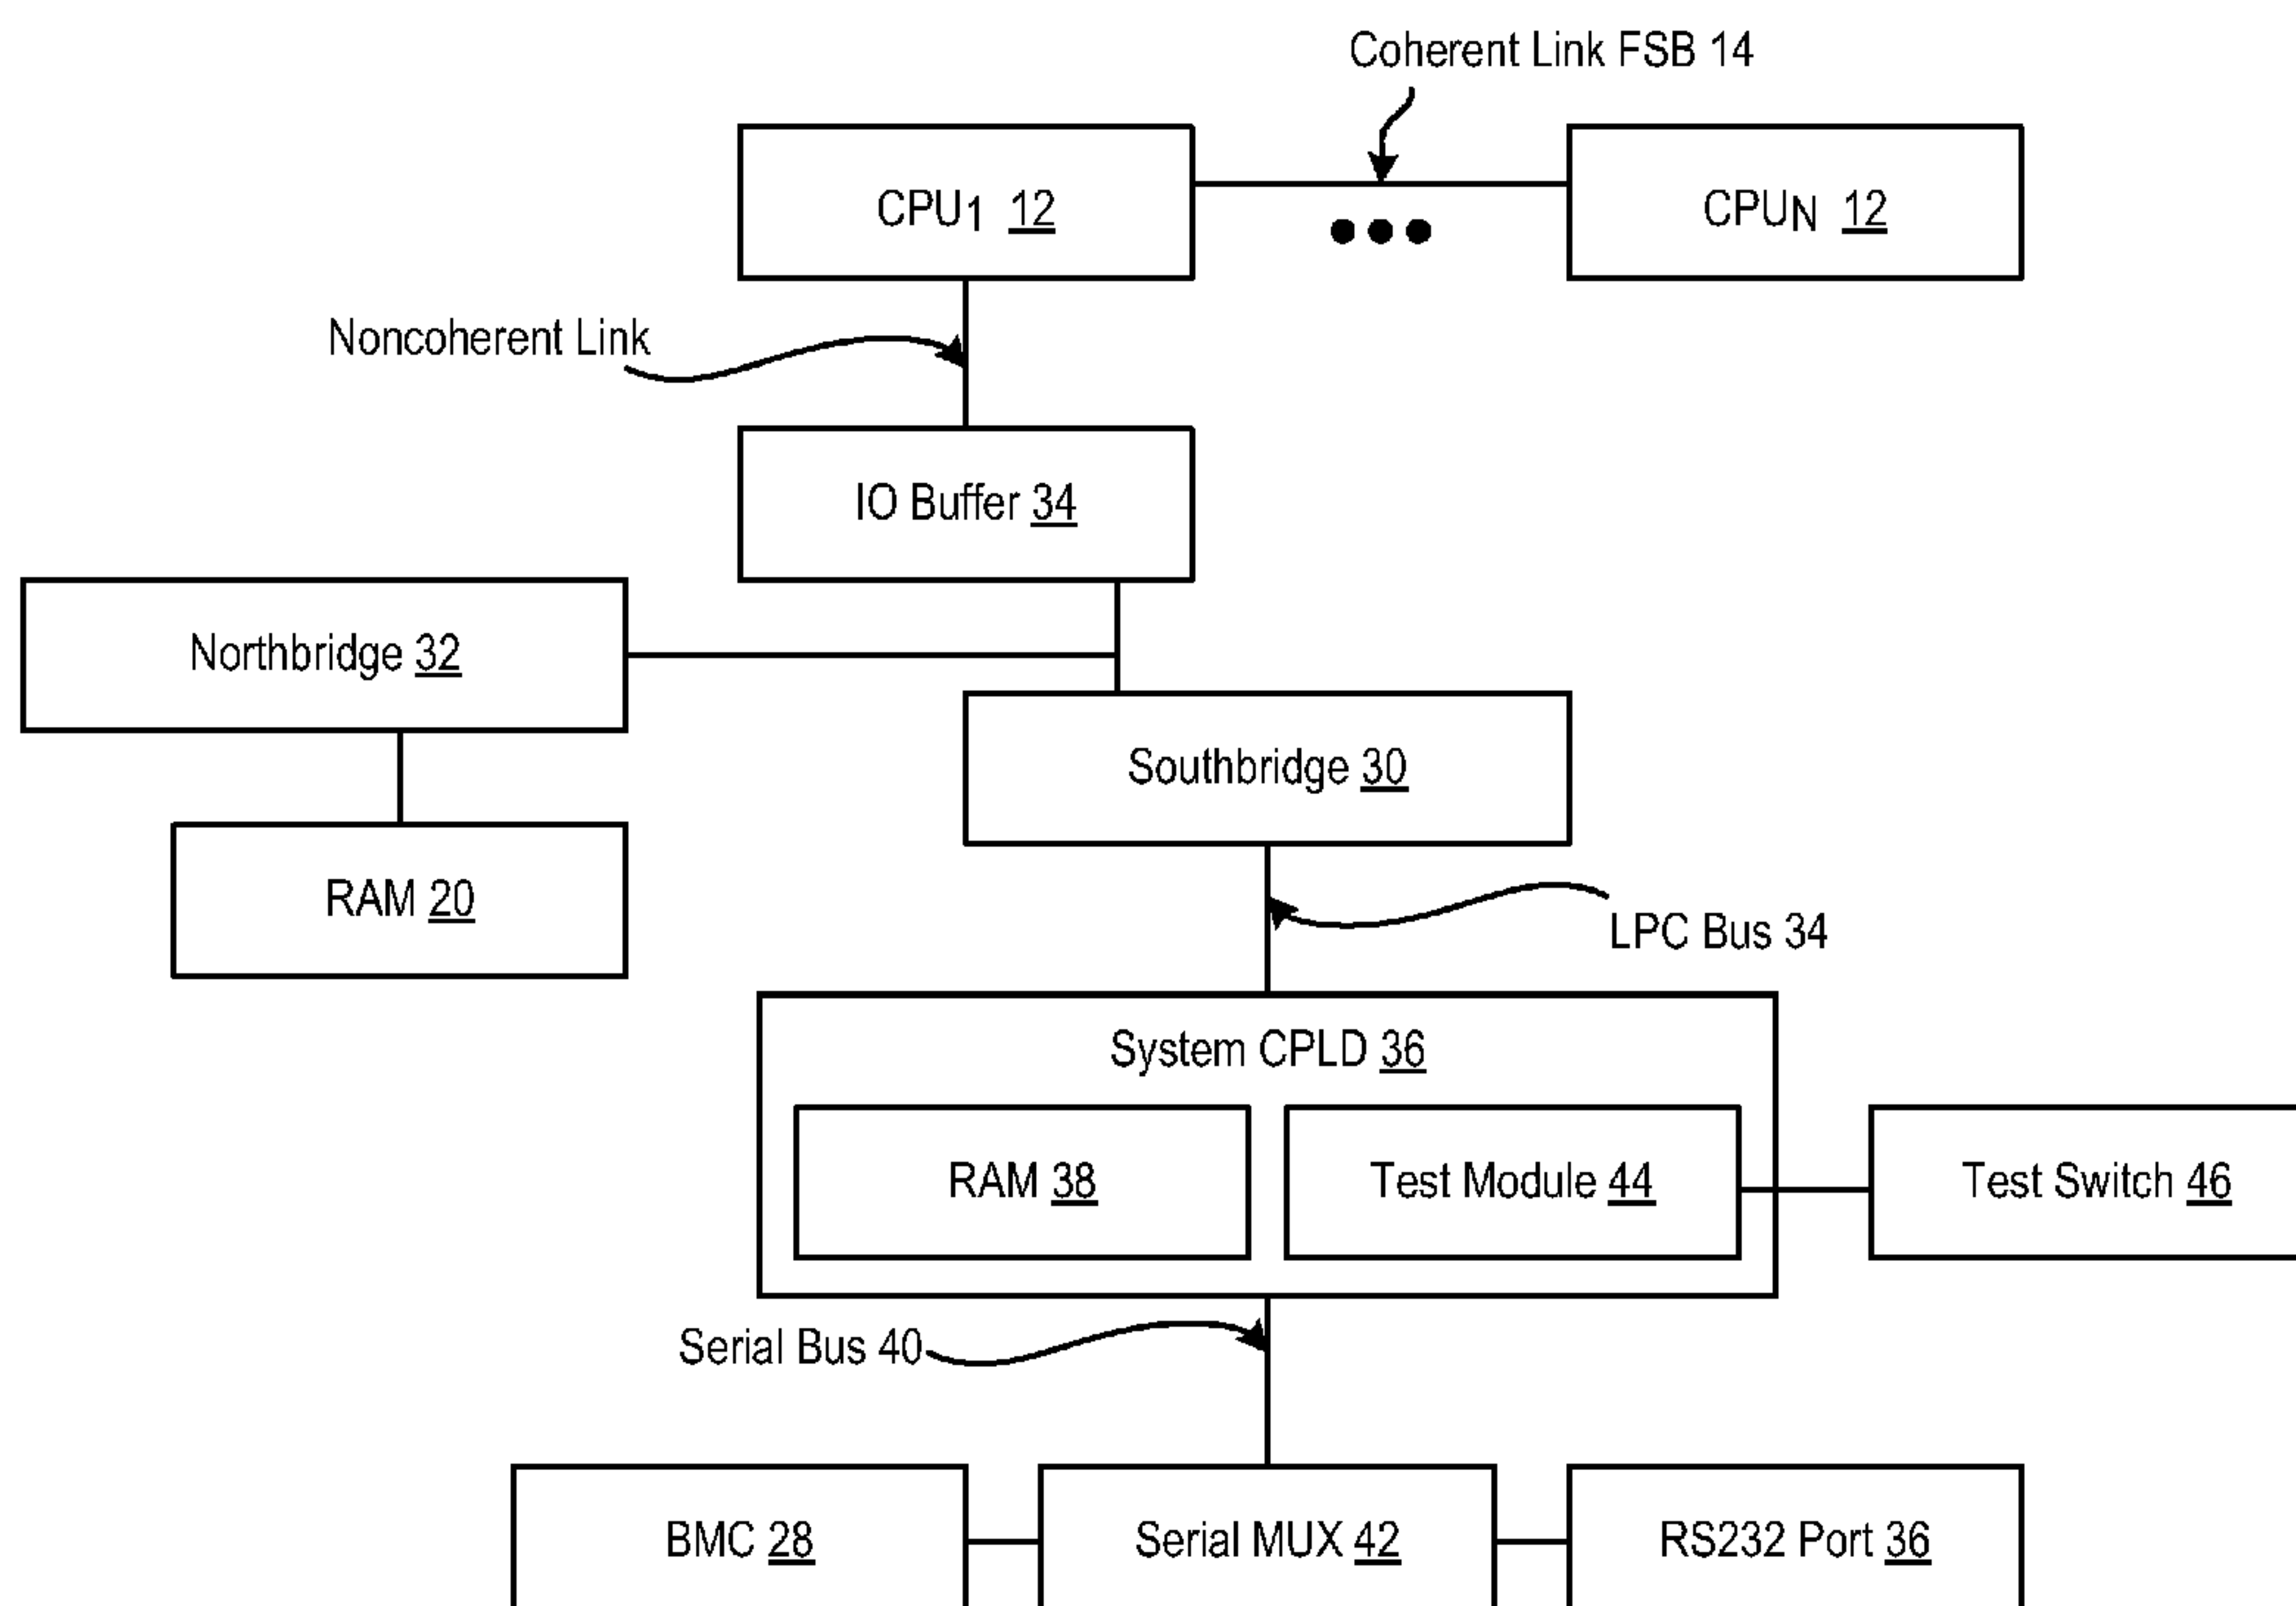 Coherent Link FSB 14
CPU1 12
CPUN 12
Noncoherent Link
IO Buffer 34
Northbridge 32
Southbridge 30
RAM 20
LPC Bus 34
System CPLD 36
RAM 38
Test Module 44
Test Switch 46
Serial Bus 40
BMC 28
Serial MUX 42
RS232 Port 36